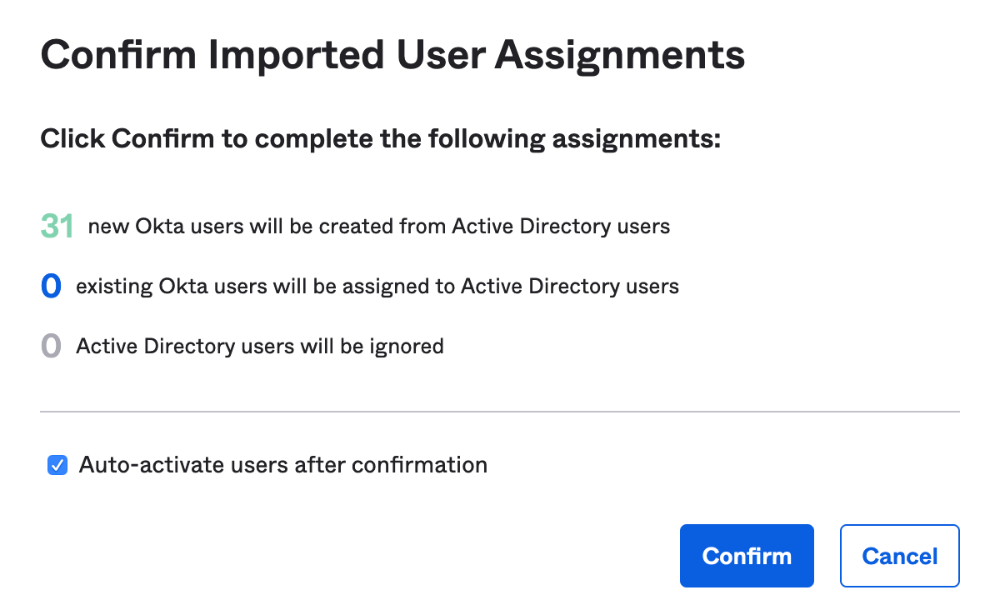 Confirm Imported User Assignments
Click Confirm to complete the following assignments:
31 new Okta users will be created from Active Directory users
0 existing Okta users will be assigned to Active Directory users
0 Active Directory users will be ignored
Auto-activate users after confirmation
Confirm Cancel